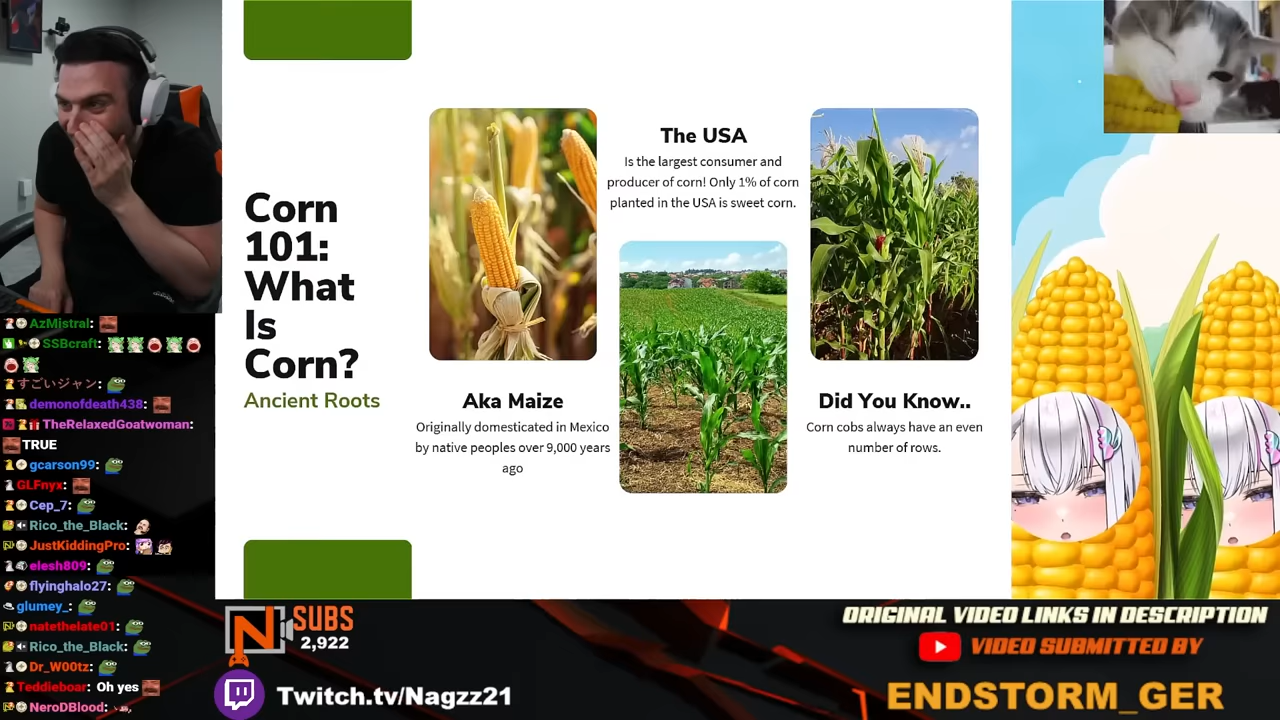 Corn
101:
What
Is
Corn?
Ancient Roots
Aka Maize
Originally domesticated in Mexico
by native peoples over 9,000 years
ago
The USA
Is the largest consumer and
producer of corn! Only 1% of corn
planted in the USA is sweet corn.
Did You Know..
Corn cobs always have an even
number of rows.
AzMistral:
SSBcraft:
すごいジャン:
demonofdeath438:
TheRelaxedGoatwoman:
TRUE
gcarson99:
GLFnyx:
Cep_7:
Rico_the_Black:
JustKiddingPro:
elesh809:
flyinghalo27:
glumey_:
natethelate01:
Rico_the_Black:
Dr_W00tz:
Teddieboar: Oh yes
NeroDBlood:
N SUBS
2,922
Twitch.tv/Nagzz21
ORIGINAL VIDEO LINKS IN DESCRIPTION
VIDEO SUBMITTED BY
ENDSTORM_GER